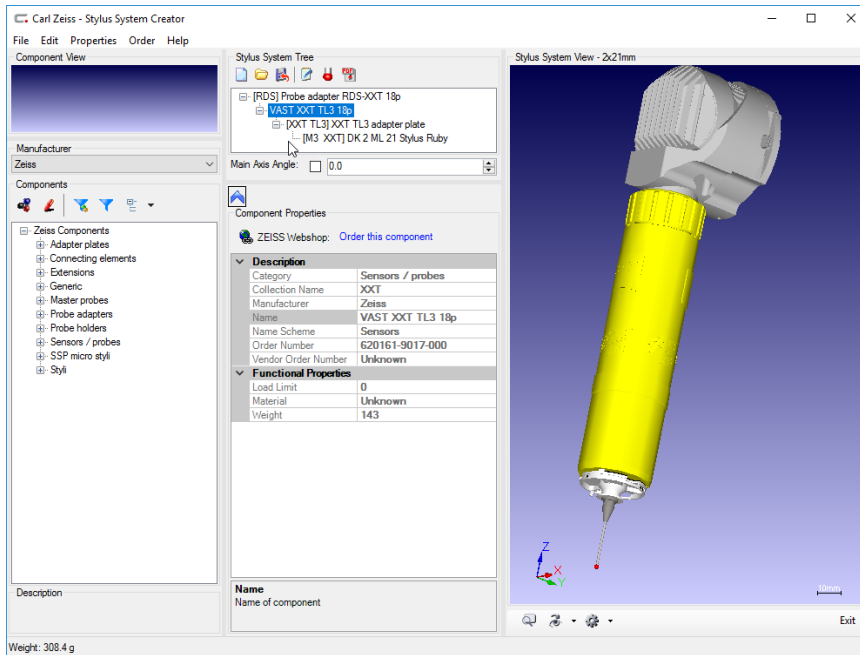 Carl Zeiss - Stylus System Creator
File Edit Properties Order Help
Component View
Manufacturer
Zeiss
Components
Zeiss Components
Adapter plates
Connecting elements
Extensions
Generic
Master probes
Probe adapters
Probe holders
Sensors / probes
SSP micro styli
Styli
Description
Stylus System Tree
[RDS] Probe adapter RDS-XXT 18p
VAST XXT TL3 18p
[XXT TL3] XXT TL3 adapter plate
[M3 XXT] DK 2 ML 21 Stylus Ruby
Main Axis Angle: 0.0
Component Properties
ZEISS Webshop: Order this component
Description
Category Sensors / probes
Collection Name XXT
Manufacturer Zeiss
Name VAST XXT TL3 18p
Name Scheme Sensors
Order Number 620161-9017-000
Vendor Order Number Unknown
Functional Properties
Load Limit 0
Material Unknown
Weight 143
Name
Name of component
Stylus System View - 2x21mm
Z
X
Y
10mm
Exit
Weight: 308.4 g